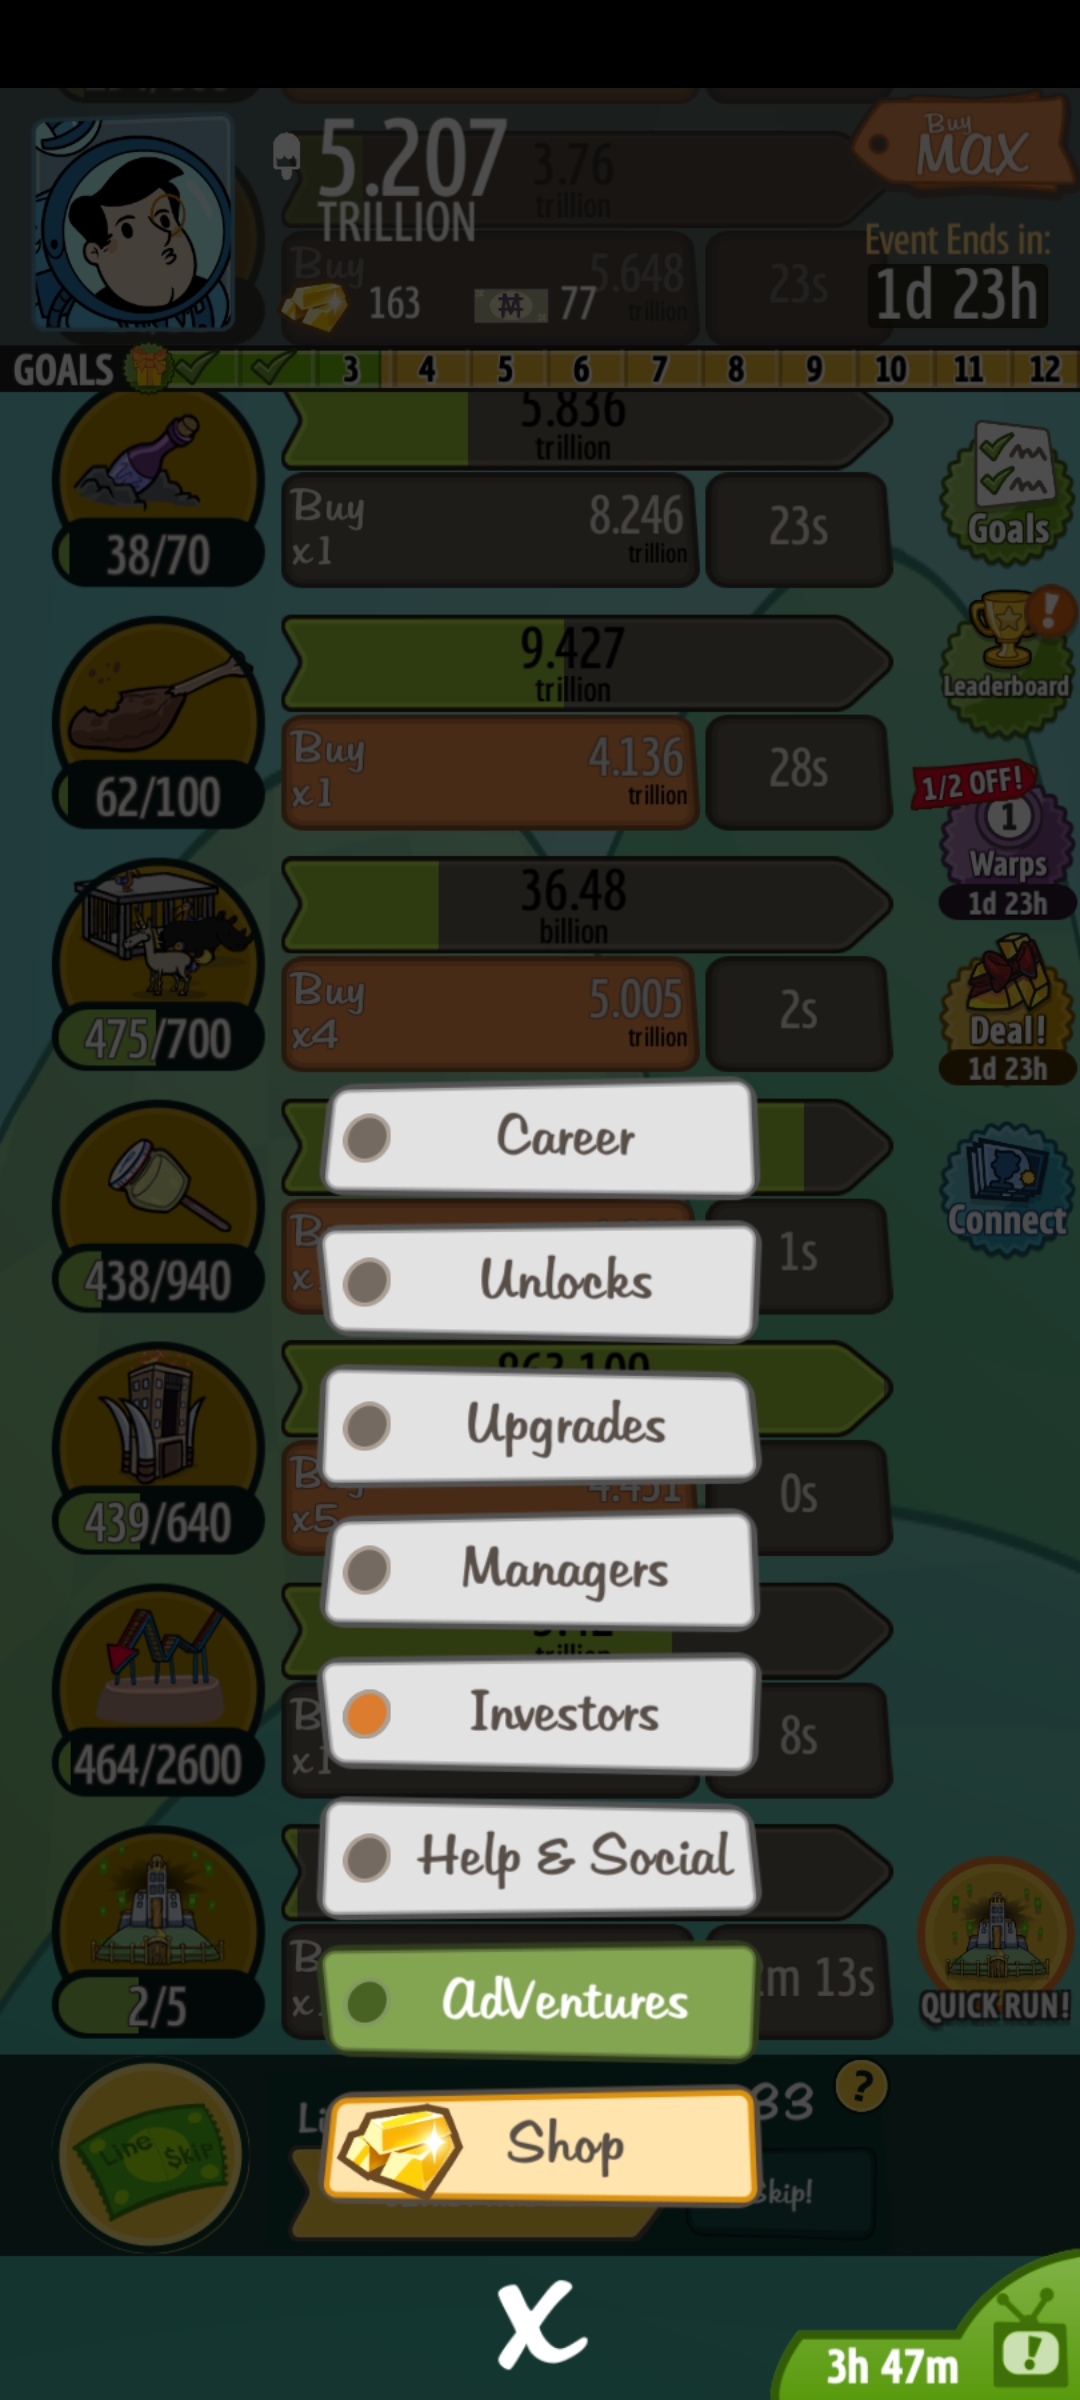 5.207
TRILLION
163
77
Buy
MAX
Event Ends in:
1d 23h
3.76
trillion
Buy
5.648
trillion
23s
GOALS
3 4 5 6 7 8 9 10 11 12
5.836
trillion
38/70
Buy
x1
8.246
trillion
23s
Goals
9.427
trillion
62/100
Buy
x1
4.136
trillion
28s
Leaderboard
1/2 OFF!
1
Warps
1d 23h
36.48
billion
475/700
Buy
x4
5.005
trillion
2s
Deal!
1d 23h
Career
438/940
1s
Connect
Unlocks
Upgrades
439/640
x5
0s
Managers
464/2600
x1
8s
Investors
Help & Social
2/5
m 13s
QUICK RUN!
AdVentures
Line $kip
33
?
Shop
$kip!
X
3h 47m
!